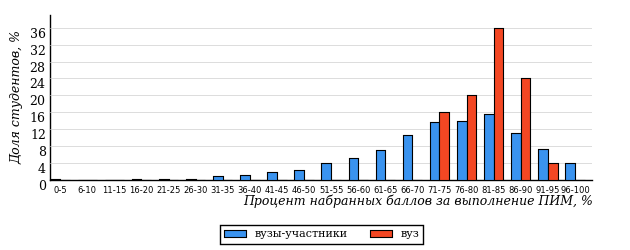 Доля студентов, %
36
32
28
24
20
16
12
8
4
0
0-5 6-10 11-15 16-20 21-25 26-30 31-35 36-40 41-45 46-50 51-55 56-60 61-65 66-70 71-75 76-80 81-85 86-90 91-95 96-100
Процент набранных баллов за выполнение ПИМ, %
вузы-участники вуз